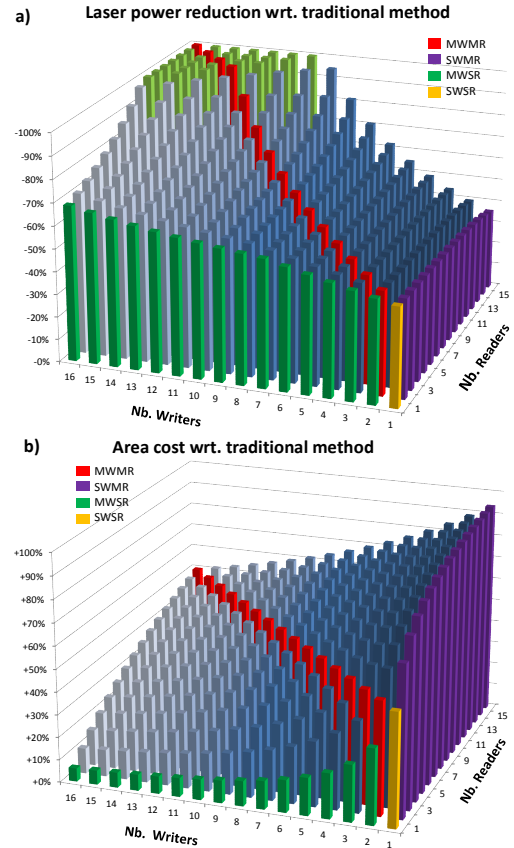 a)
Laser power reduction wrt. traditional method
MWMR
SWMR
MWSR
SWSR
-100%
-90%
-80%
-70%
-60%
-50%
-40%
-30%
-20%
-10%
-0%
16 15 14 13 12 11 10 9 8 7 6 5 4 3 2 1
Nb. Writers
1 3 5 7 9 11 13 15
Nb. Readers
b)
Area cost wrt. traditional method
MWMR
SWMR
MWSR
SWSR
+100%
+90%
+80%
+70%
+60%
+50%
+40%
+30%
+20%
+10%
+0%
16 15 14 13 12 11 10 9 8 7 6 5 4 3 2 1
Nb. Writers
1 3 5 7 9 11 13 15
Nb. Readers